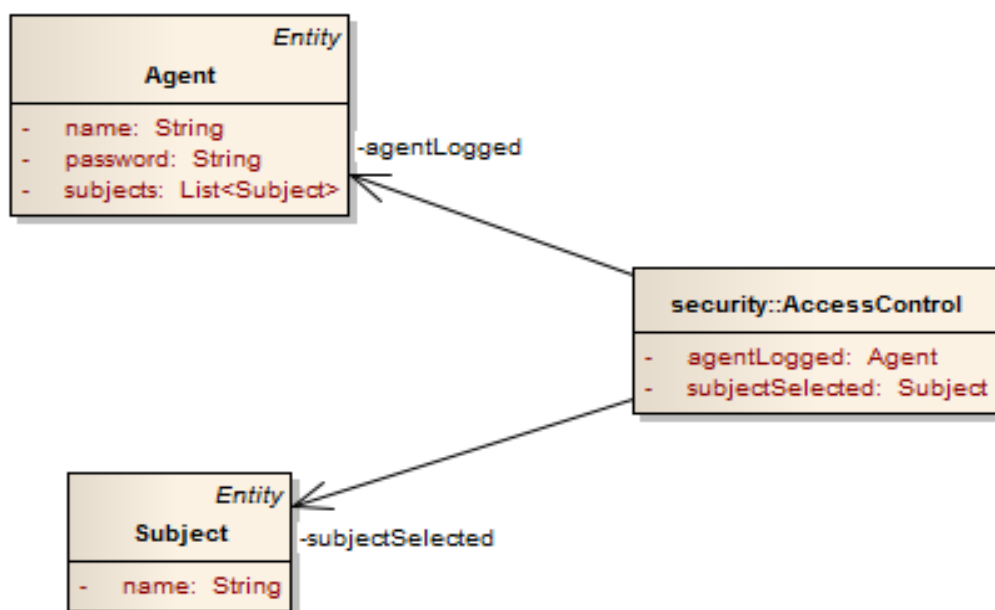 Entity
Agent
- name: String
- password: String
- subjects: List<Subject>
-agentLogged
security::AccessControl
- agentLogged: Agent
- subjectSelected: Subject
Entity
Subject
-subjectSelected
- name: String